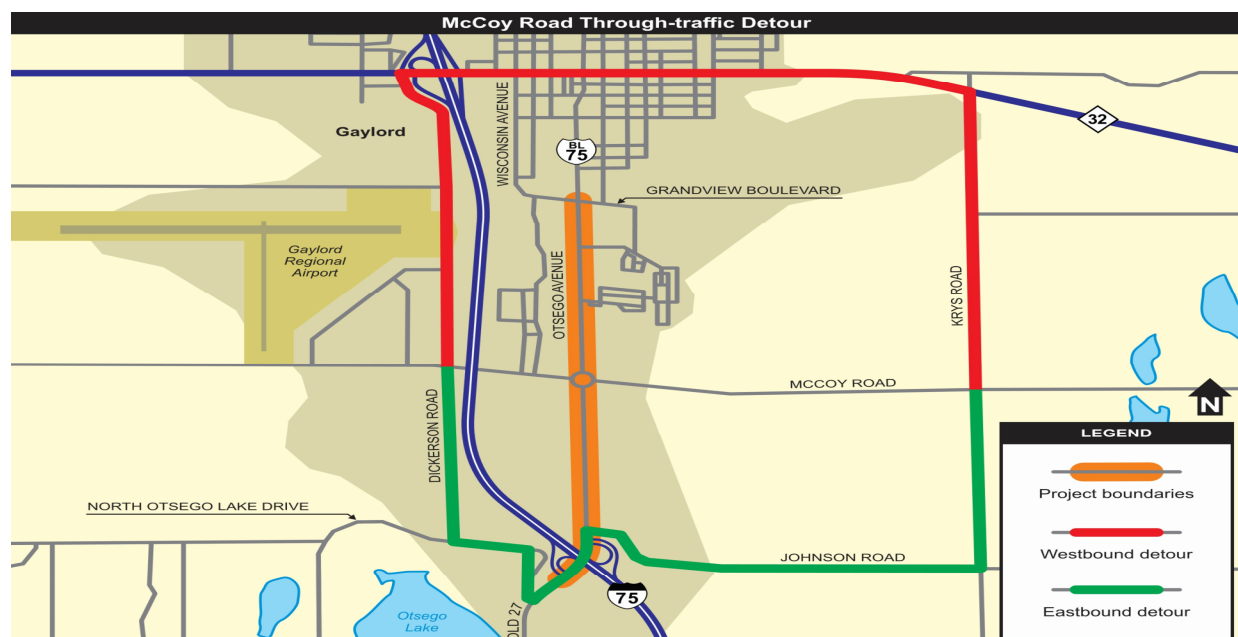 McCoy Road Through-traffic Detour
Gaylord
WISCONSIN AVENUE
BL
75
32
GRANDVIEW BOULEVARD
Gaylord
Regional
Airport
OTSEGO AVENUE
KRYS ROAD
MCCOY ROAD
DICKERSON ROAD
N
NORTH OTSEGO LAKE DRIVE
JOHNSON ROAD
75
OLD 27
Otsego
Lake
LEGEND
Project boundaries
Westbound detour
Eastbound detour